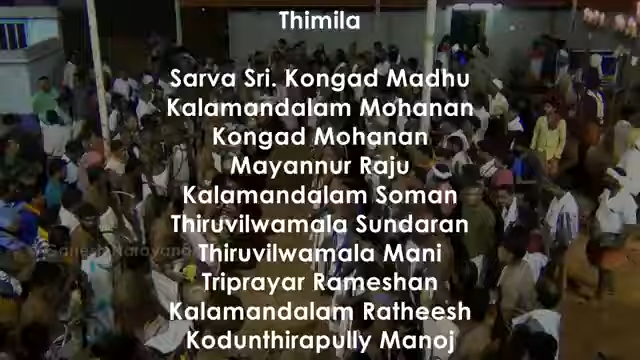 Thimila
Sarva Sri. Kongad Madhu
Kalamandalam Mohanan
Kongad Mohanan
Mayannur Raju
Kalamandalam Soman
Thiruvilwamala Sundaran
Thiruvilwamala Mani
Triprayar Rameshan
Kalamandalam Ratheesh
Kodunthirapully Manoj